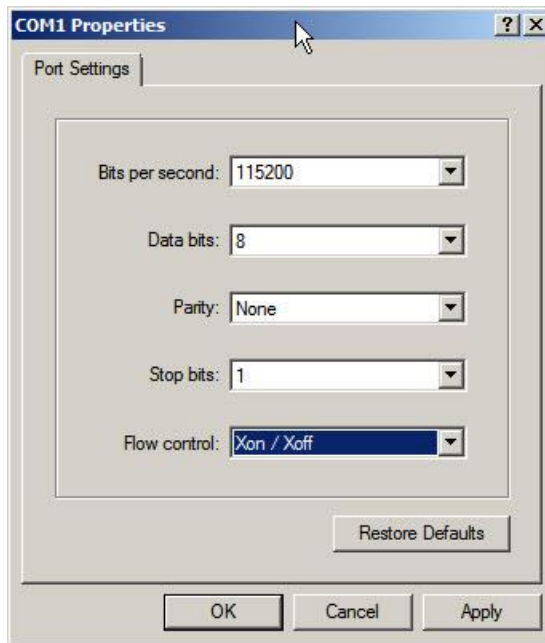 COM1 Properties
Port Settings
Bits per second: 115200
Data bits: 8
Parity: None
Stop bits: 1
Flow control: Xon / Xoff
Restore Defaults
OK Cancel Apply